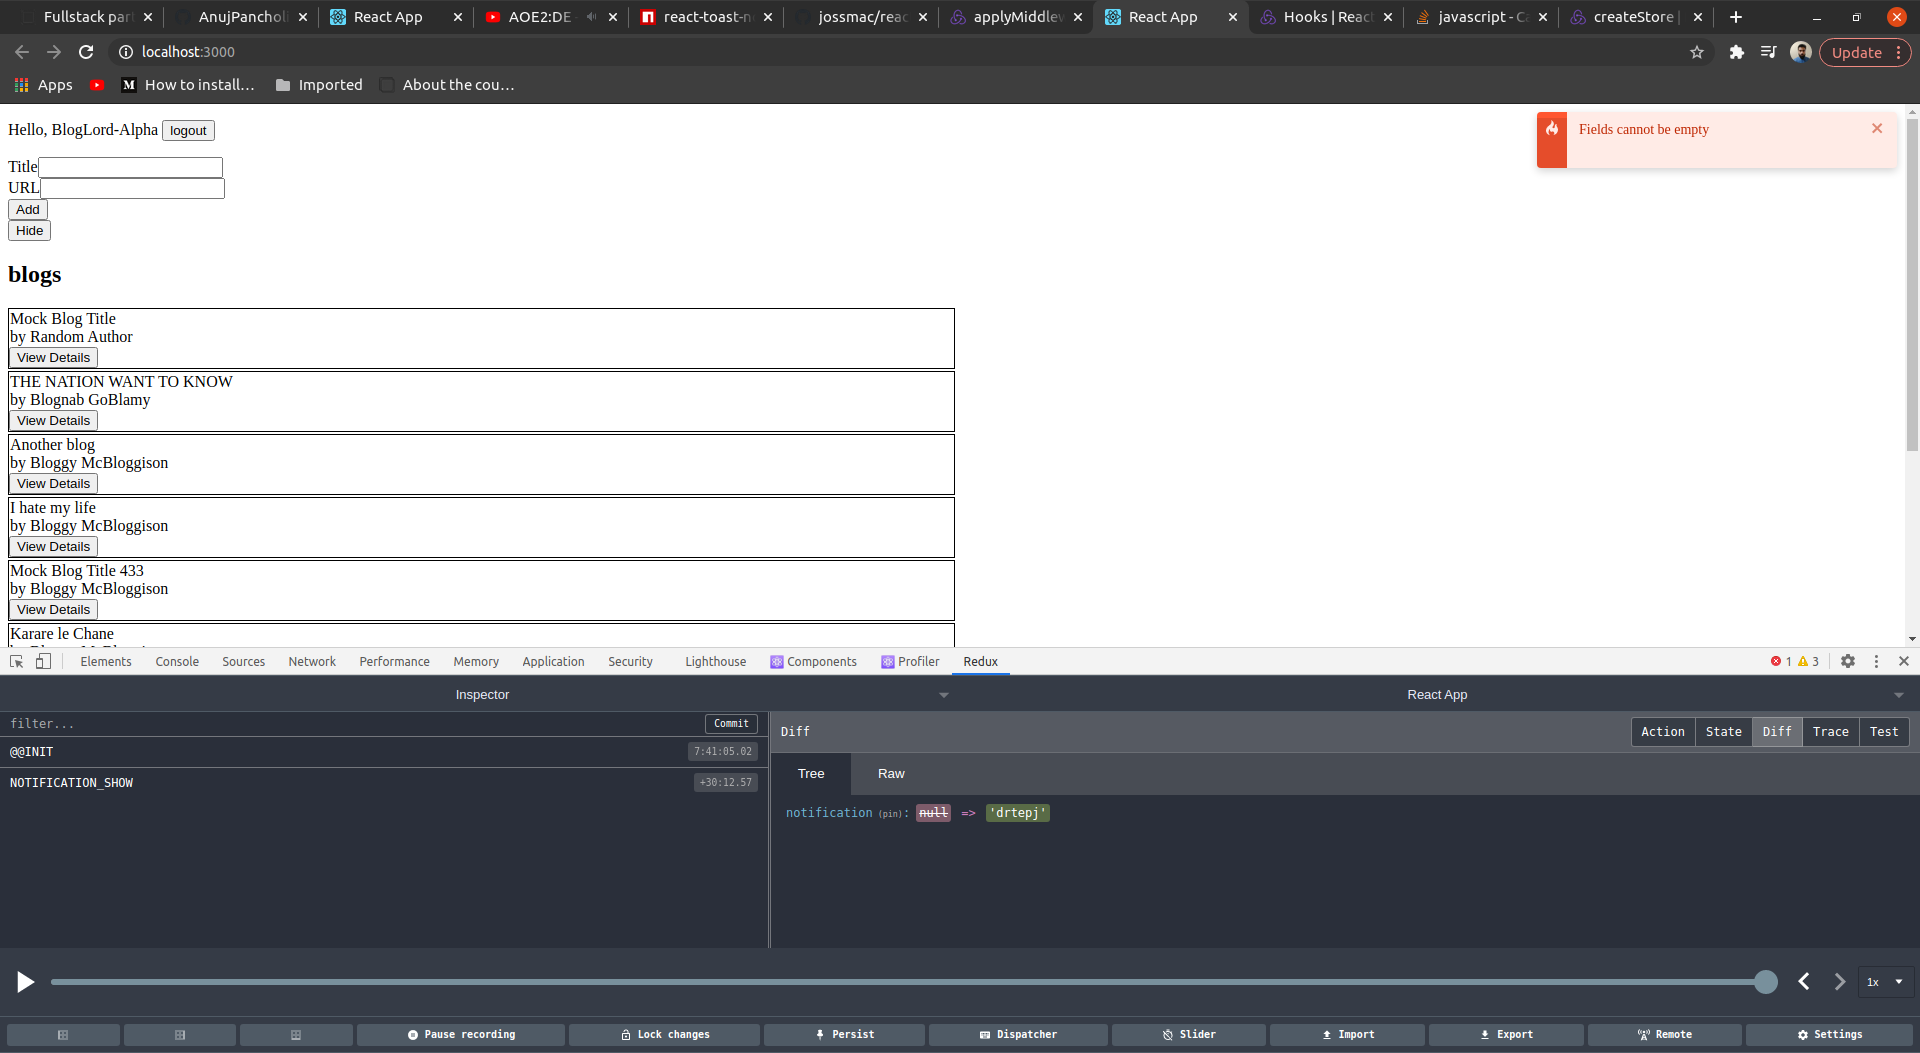 Fullstack par
AnujPancholi
React App
AOE2:DE
react-toast-n
jossmac/reac
applyMiddlew
React App
Hooks | React
javascript - Ca
createStore |
localhost:3000
Update
Apps
How to install…
Imported
About the cou…
Hello, BlogLord-Alpha logout
Fields cannot be empty
Title
URL
Add
Hide
blogs
Mock Blog Title
by Random Author
View Details
THE NATION WANT TO KNOW
by Blognab GoBlamy
View Details
Another blog
by Bloggy McBloggison
View Details
I hate my life
by Bloggy McBloggison
View Details
Mock Blog Title 433
by Bloggy McBloggison
View Details
Karare le Chane
Elements Console Sources Network Performance Memory Application Security Lighthouse Components Profiler Redux 1 3
Inspector React App
filter... Commit
@@INIT 7:41:05.02
NOTIFICATION_SHOW +30:12.57
Diff Action State Diff Trace Test
Tree Raw
notification (pin): null => 'drtepj'
1x
Pause recording Lock changes Persist Dispatcher Slider Import Export Remote Settings